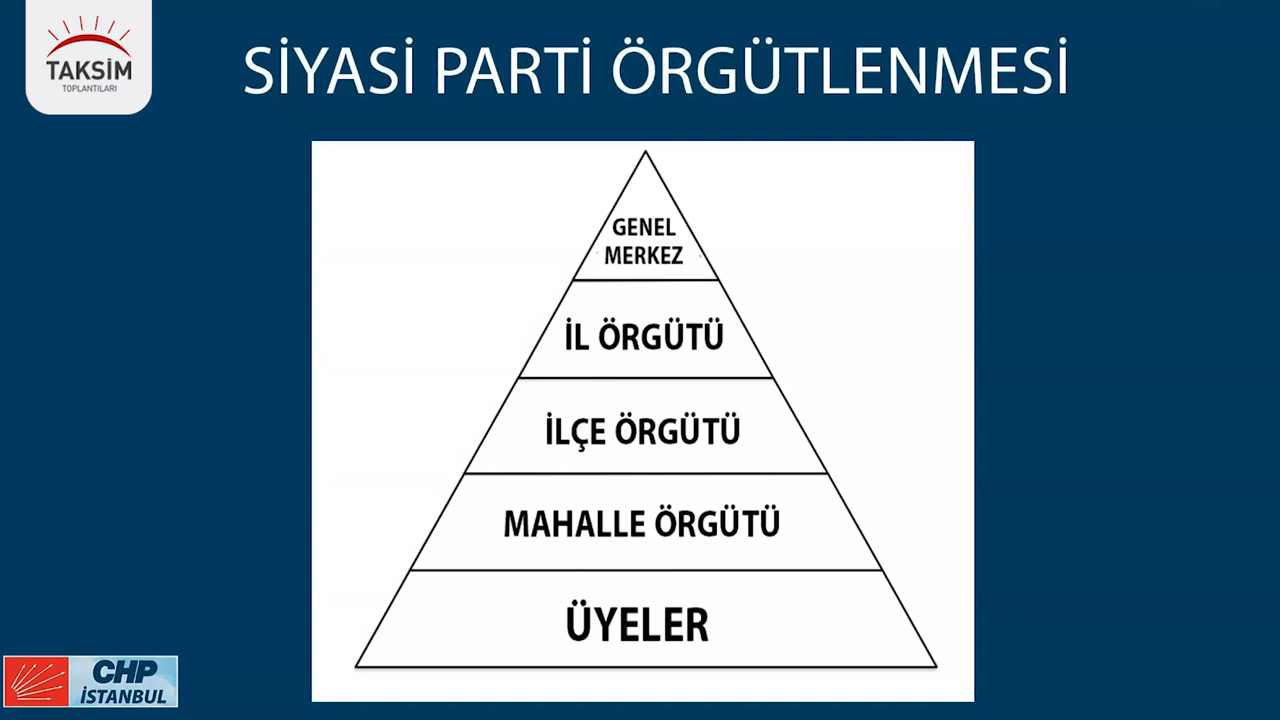 TAKSİM
TOPLANTILARI
SİYASİ PARTİ ÖRGÜTLENMESİ
GENEL
MERKEZ
İL ÖRGÜTÜ
İLÇE ÖRGÜTÜ
MAHALLE ÖRGÜTÜ
ÜYELER
CHP
İSTANBUL